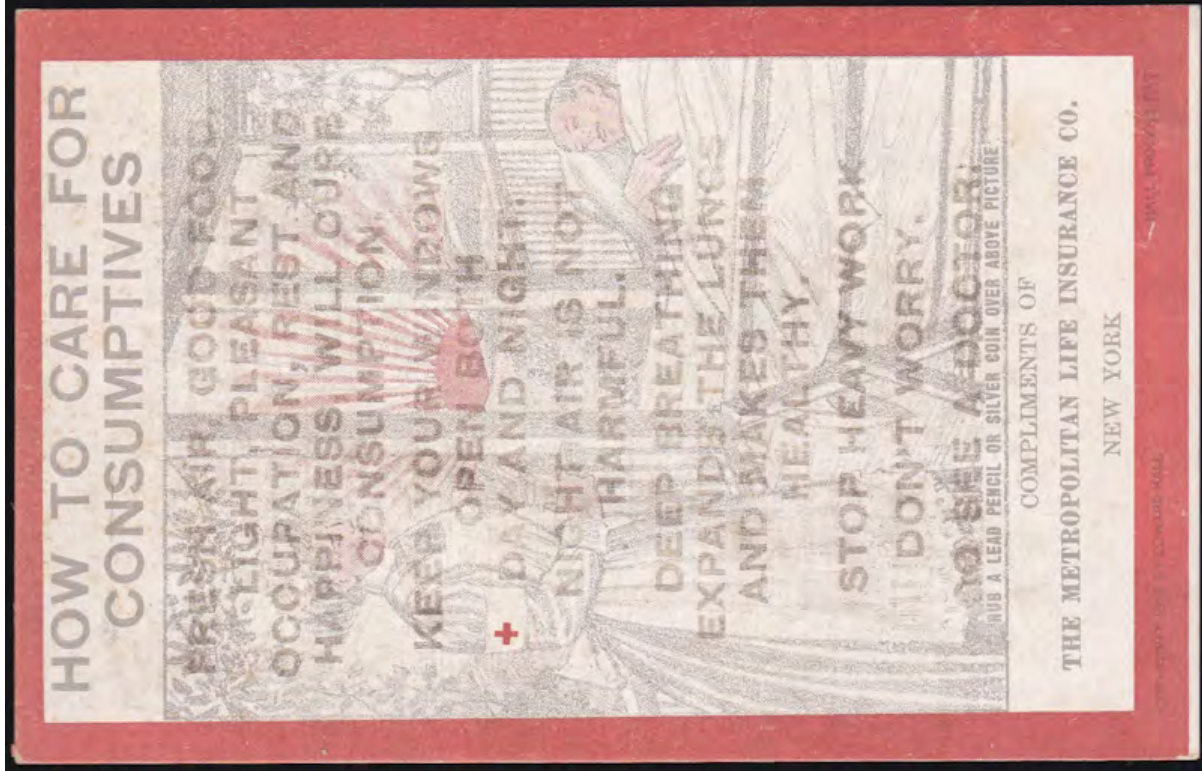 HOW TO CARE FOR
CONSUMPTIVES
FRESH AIR, GOOD FOOD,
LIGHT, PLEASANT
OCCUPATION, REST AND
HAPPINESS WILL CURE
CONSUMPTION.
KEEP YOUR WINDOWS
OPEN BOTH
DAY AND NIGHT.
NIGHT AIR IS NOT
HARMFUL.
DEEP BREATHING
EXPANDS THE LUNGS
AND MAKES THEM
HEALTHY.
STOP HEAVY WORK
DON'T WORRY.
GO SEE A DOCTOR.
RUB A LEAD PENCIL OR SILVER COIN OVER ABOVE PICTURE
COMPLIMENTS OF
THE METROPOLITAN LIFE INSURANCE CO.
NEW YORK